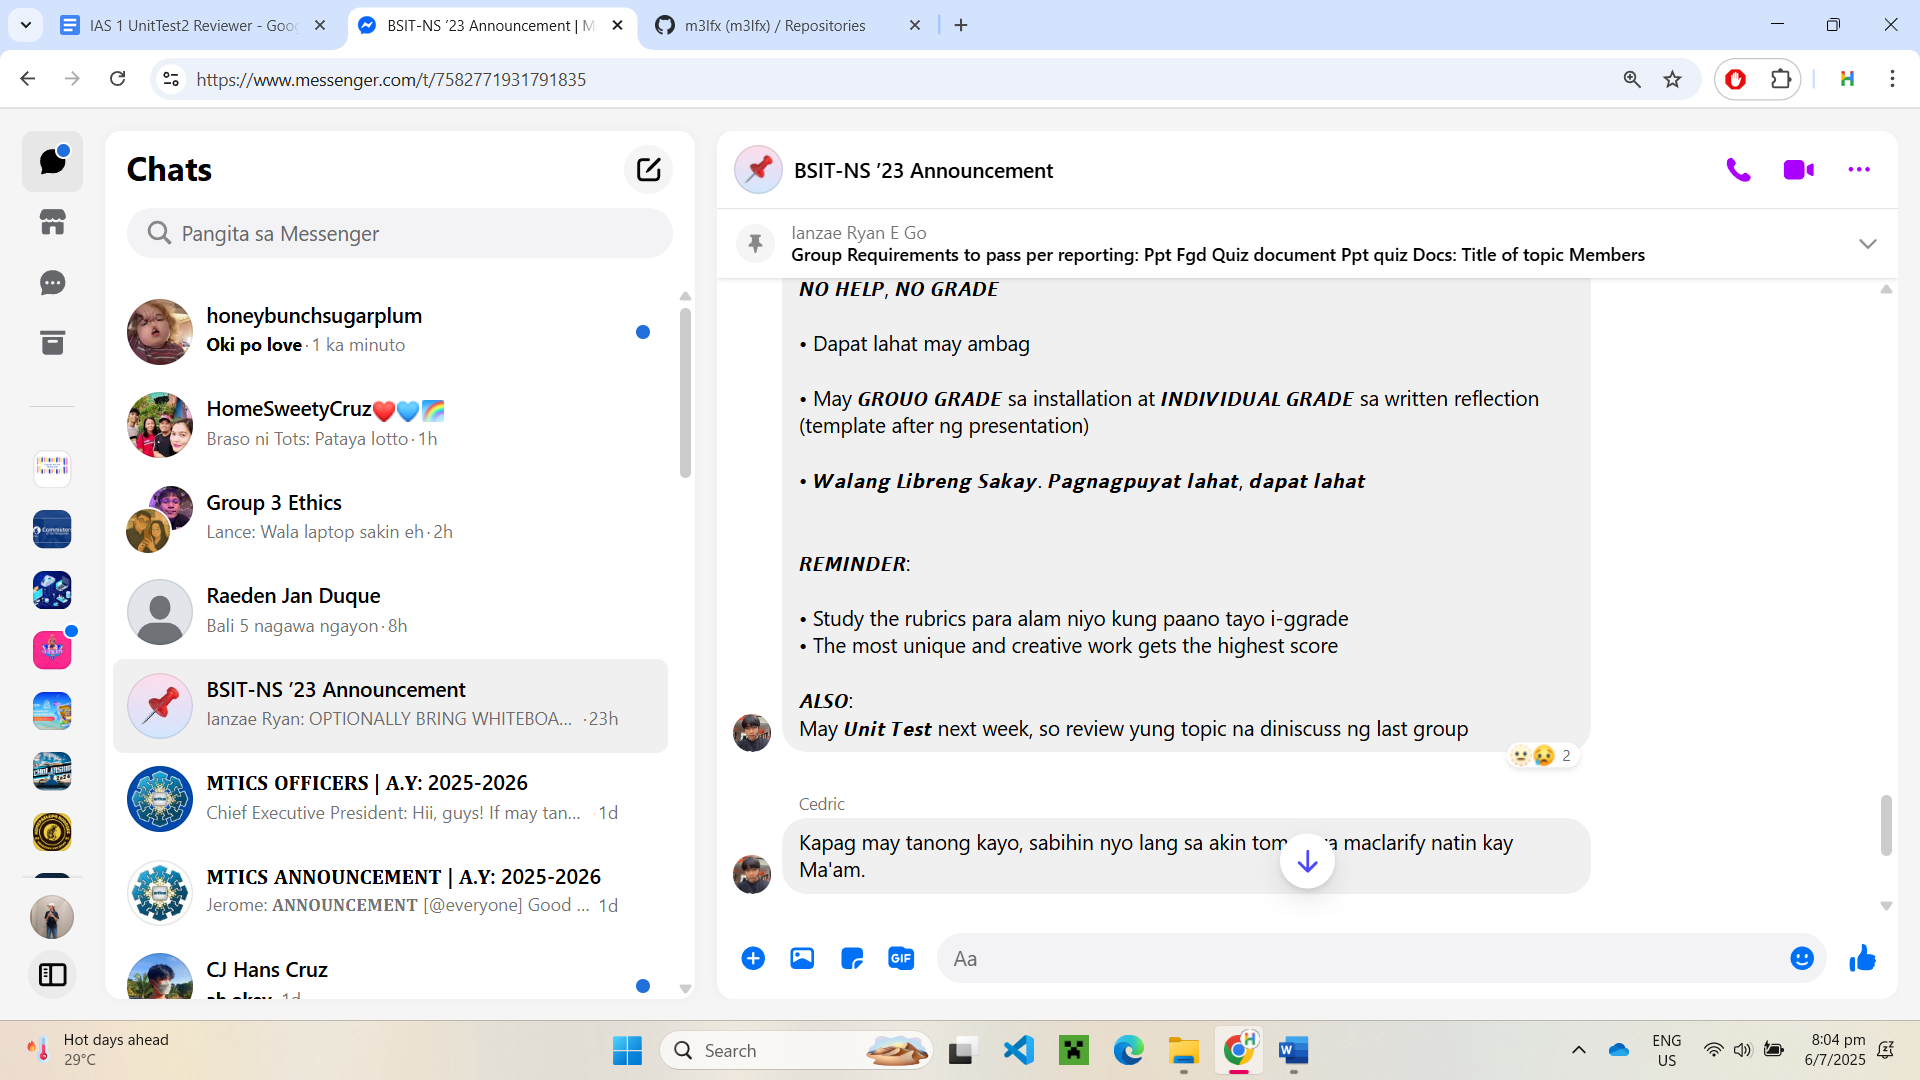 IAS 1 UnitTest2 Reviewer - Goog
BSIT-NS ’23 Announcement | M
m3lfx (m3lfx) / Repositories
https://www.messenger.com/t/7582771931791835
Chats
Pangita sa Messenger
honeybunchsugarplum
Oki po love · 1 ka minuto
HomeSweetyCruz❤️💙🌈
Braso ni Tots: Pataya lotto · 1h
Group 3 Ethics
Lance: Wala laptop sakin eh · 2h
Raeden Jan Duque
Bali 5 nagawa ngayon · 8h
BSIT-NS ’23 Announcement
Ianzae Ryan: OPTIONALLY BRING WHITEBOA... · 23h
MTICS OFFICERS | A.Y: 2025-2026
Chief Executive President: Hii, guys! If may tan... · 1d
MTICS ANNOUNCEMENT | A.Y: 2025-2026
Jerome: ANNOUNCEMENT [@everyone] Good ... 1d
CJ Hans Cruz
ah okey · 1d
BSIT-NS ’23 Announcement
Ianzae Ryan E Go
Group Requirements to pass per reporting: Ppt Fgd Quiz document Ppt quiz Docs: Title of topic Members
NO HELP, NO GRADE
• Dapat lahat may ambag
• May GROUO GRADE sa installation at INDIVIDUAL GRADE sa written reflection
(template after ng presentation)
• Walang Libreng Sakay. Pagnagpuyat lahat, dapat lahat
REMINDER:
• Study the rubrics para alam niyo kung paano tayo i-ggrade
• The most unique and creative work gets the highest score
ALSO:
May Unit Test next week, so review yung topic na diniscuss ng last group
2
Cedric
Kapag may tanong kayo, sabihin nyo lang sa akin tom maclarify natin kay
Ma'am.
GIF
Aa
Hot days ahead
29°C
Search
ENG
US
8:04 pm
6/7/2025